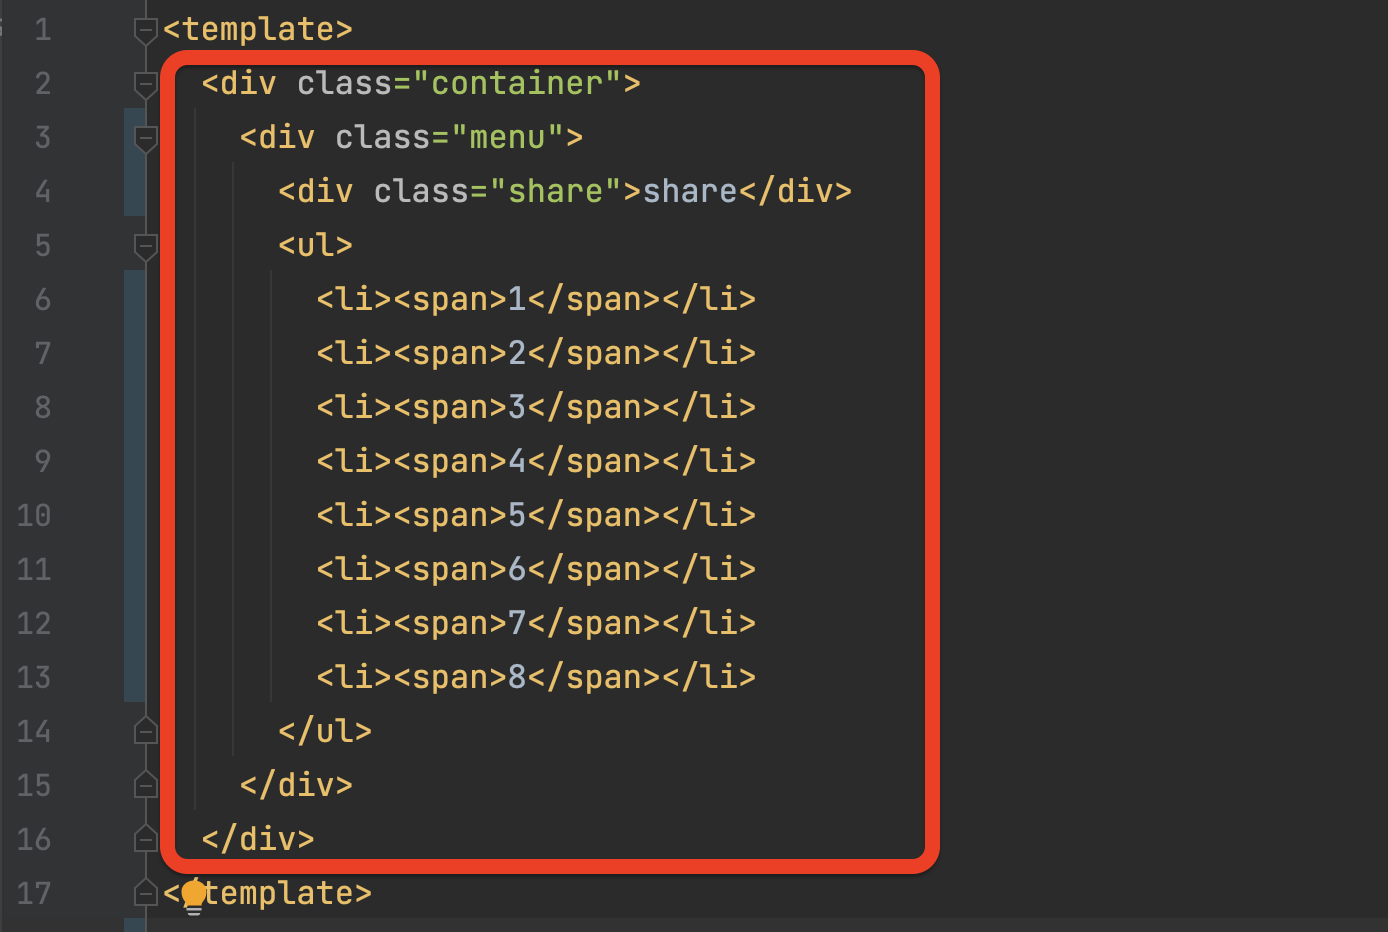 1 <template>
2 <div class="container">
3 <div class="menu">
4 <div class="share">share</div>
5 <ul>
6 <li><span>1</span></li>
7 <li><span>2</span></li>
8 <li><span>3</span></li>
9 <li><span>4</span></li>
10 <li><span>5</span></li>
11 <li><span>6</span></li>
12 <li><span>7</span></li>
13 <li><span>8</span></li>
14 </ul>
15 </div>
16 </div>
17 </template>